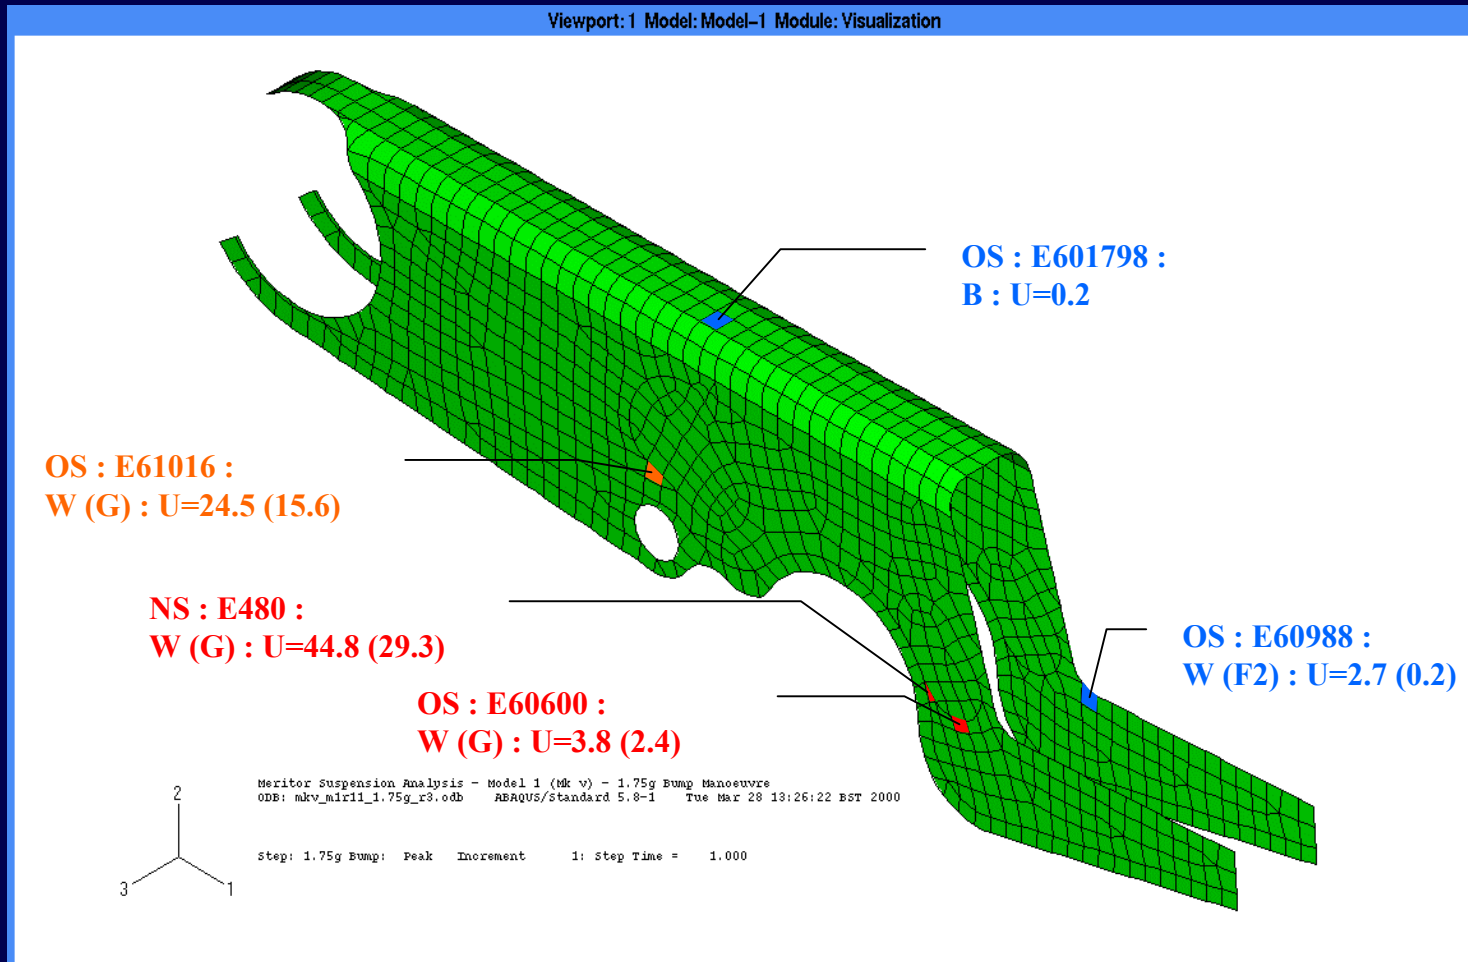 Viewport: 1 Model: Model-1 Module: Visualization
OS : E601798 :
B : U=0.2
OS : E61016 :
W (G) : U=24.5 (15.6)
NS : E480 :
W (G) : U=44.8 (29.3)
OS : E60988 :
W (F2) : U=2.7 (0.2)
OS : E60600 :
W (G) : U=3.8 (2.4)
Meritor Suspension Analysis - Model 1 (Mk v) - 1.75g Bump Manoeuvre
ODB: mkv_m1r11_1.75g_r3.odb ABAQUS/Standard 5.8-1 Tue Mar 28 13:26:22 BST 2000
Step: 1.75g Bump: Peak Increment 1: Step Time = 1.000
2
3
1